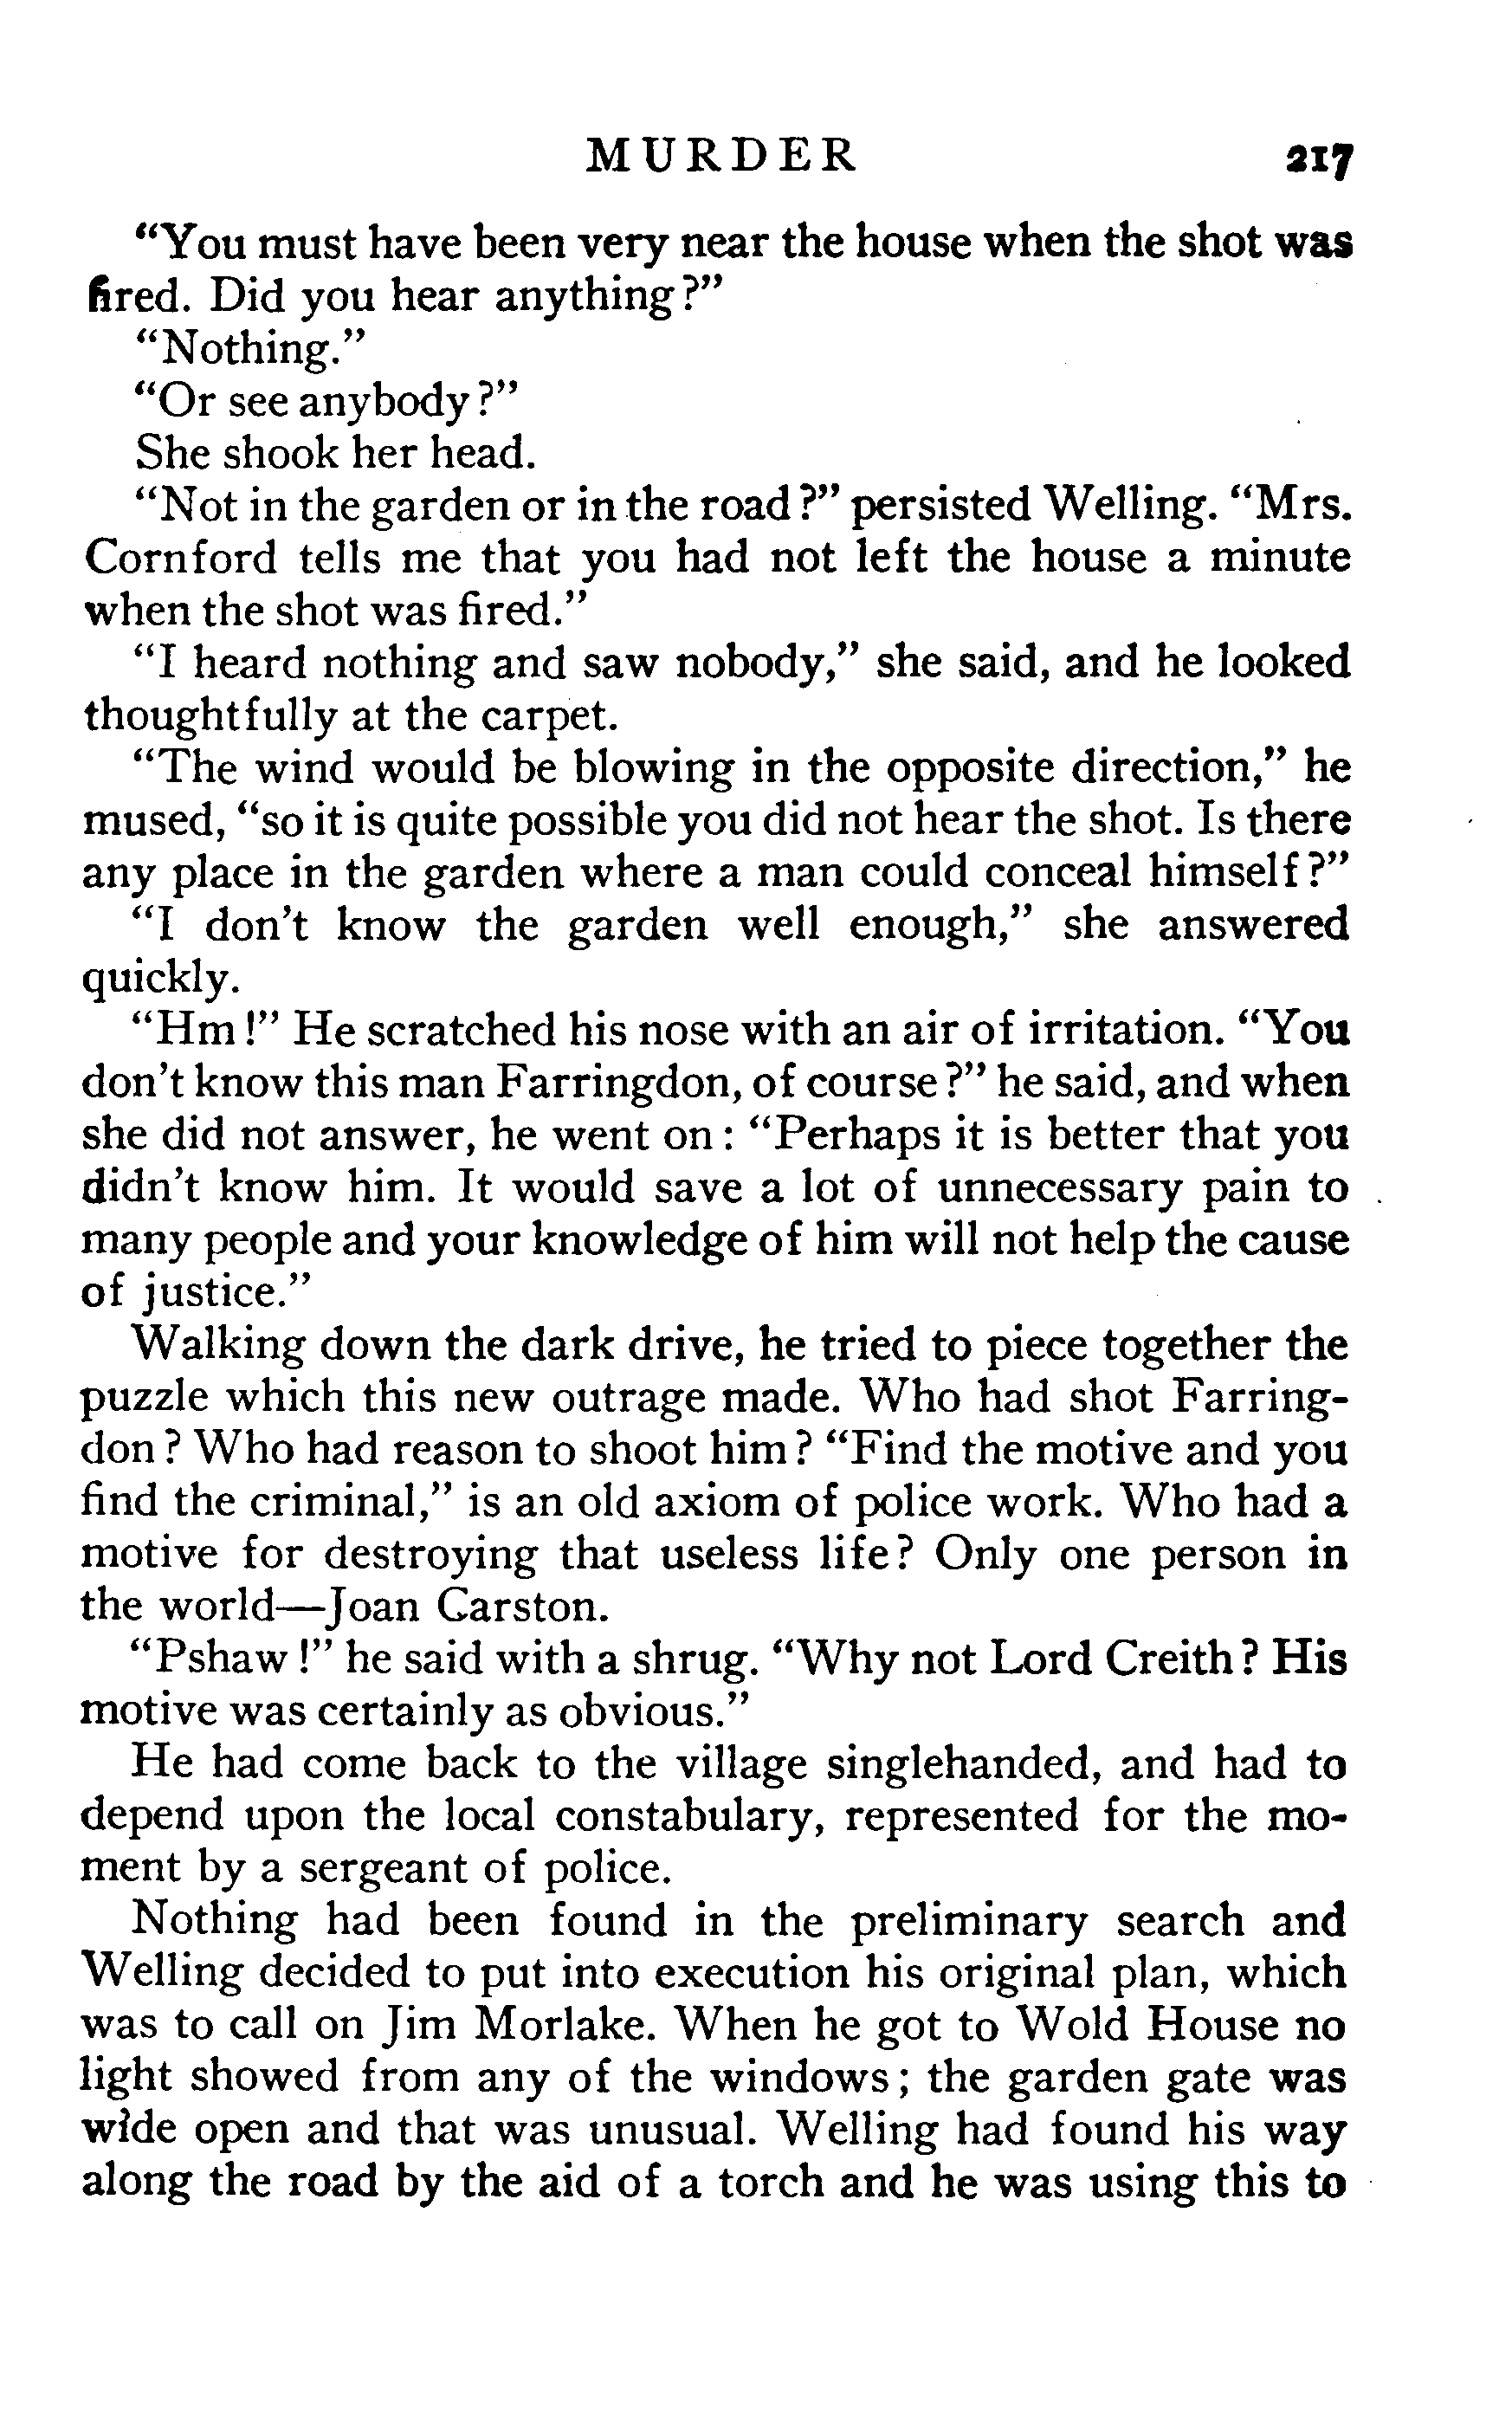 MURDER 217
“You must have been very near the house when the shot was
fired. Did you hear anything?”
“Nothing.”
“Or see anybody?”
She shook her head.
“Not in the garden or in the road?” persisted Welling. “Mrs.
Cornford tells me that you had not left the house a minute
when the shot was fired.”
“I heard nothing and saw nobody,” she said, and he looked
thoughtfully at the carpet.
“The wind would be blowing in the opposite direction,” he
mused, “so it is quite possible you did not hear the shot. Is there
any place in the garden where a man could conceal himself?”
“I don't know the garden well enough,” she answered
quickly.
“Hm!” He scratched his nose with an air of irritation. “You
don't know this man Farringdon, of course?” he said, and when
she did not answer, he went on: “Perhaps it is better that you
didn't know him. It would save a lot of unnecessary pain to
many people and your knowledge of him will not help the cause
of justice.”
Walking down the dark drive, he tried to piece together the
puzzle which this new outrage made. Who had shot Farring-
don? Who had reason to shoot him? “Find the motive and you
find the criminal,” is an old axiom of police work. Who had a
motive for destroying that useless life? Only one person in
the world—Joan Carston.
“Pshaw!” he said with a shrug. “Why not Lord Creith? His
motive was certainly as obvious.”
He had come back to the village singlehanded, and had to
depend upon the local constabulary, represented for the mo-
ment by a sergeant of police.
Nothing had been found in the preliminary search and
Welling decided to put into execution his original plan, which
was to call on Jim Morlake. When he got to Wold House no
light showed from any of the windows; the garden gate was
wide open and that was unusual. Welling had found his way
along the road by the aid of a torch and he was using this to